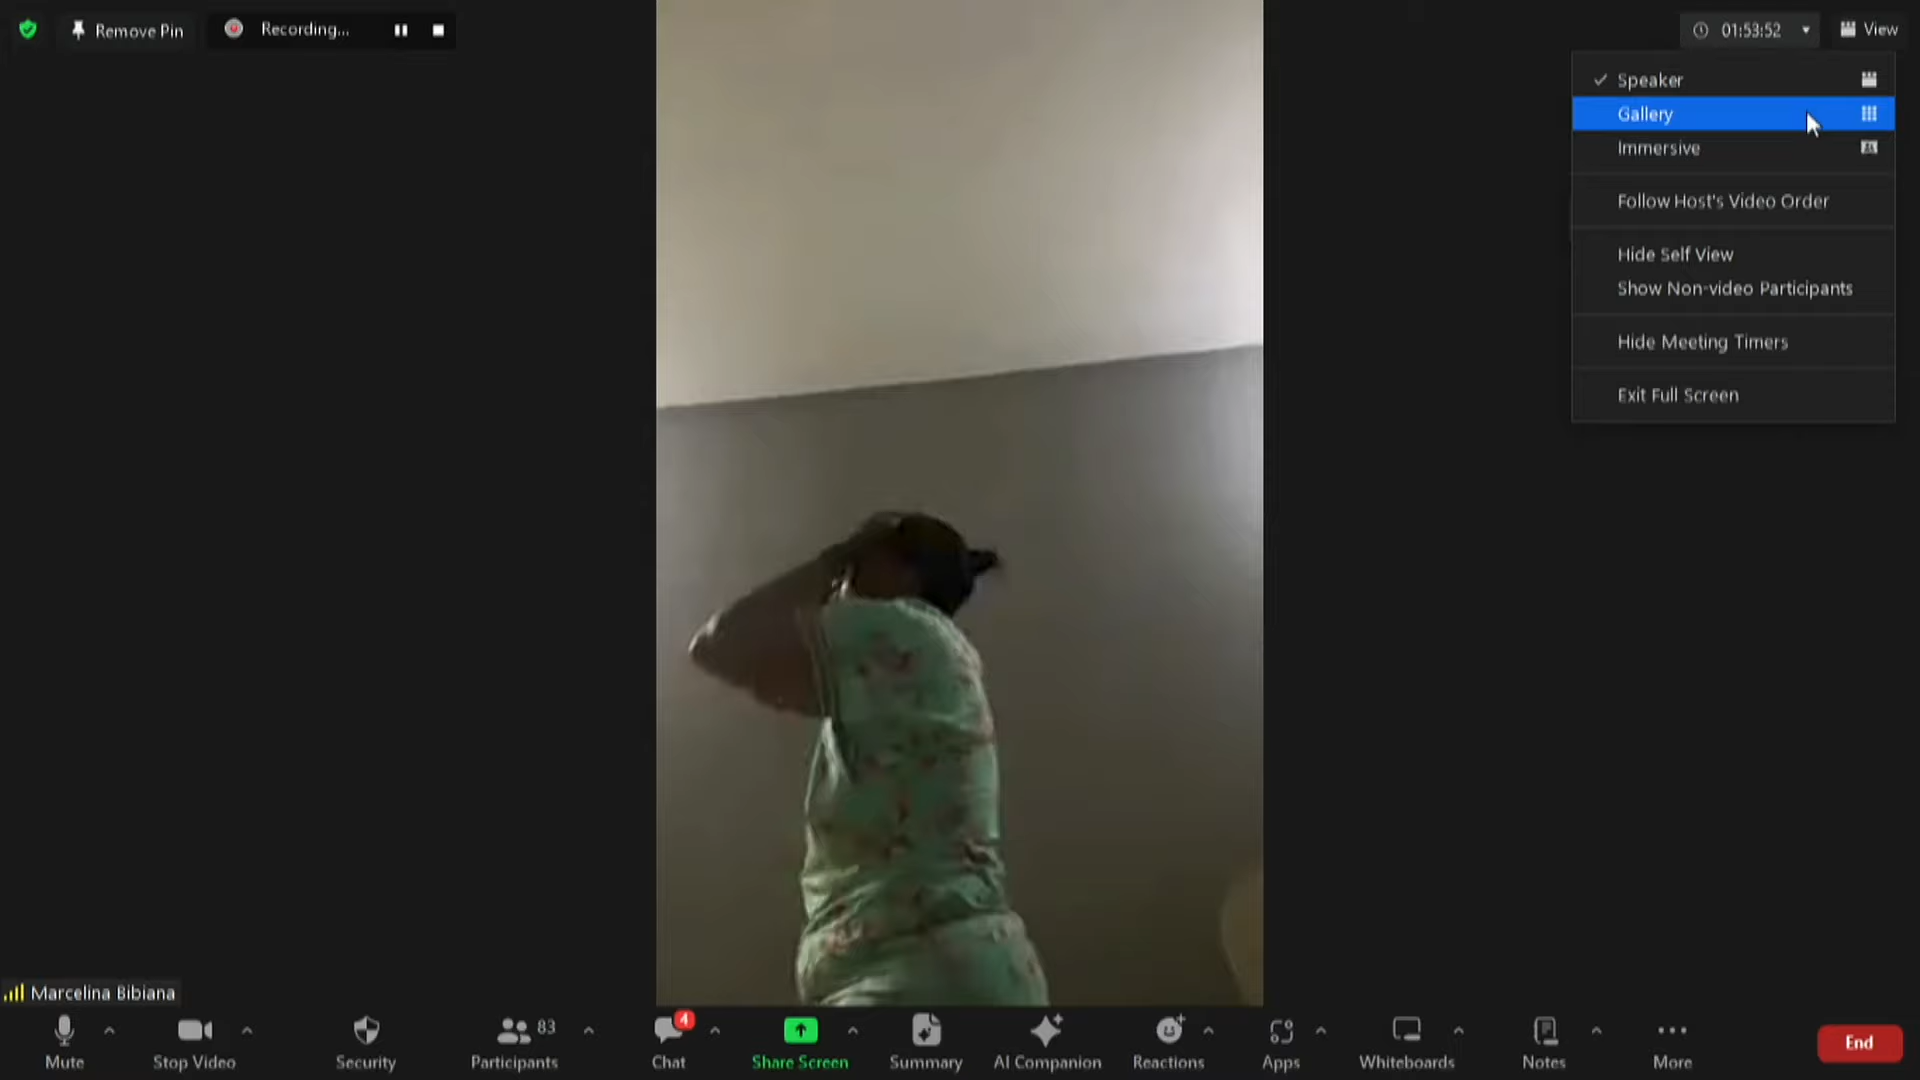 Remove Pin
Recording...
01:53:52
View
Speaker
Gallery
Immersive
Follow Host's Video Order
Hide Self View
Show Non-video Participants
Hide Meeting Timers
Exit Full Screen
Marcelina Bibiana
Mute
Stop Video
Security
Participants
83
Chat
4
Share Screen
Summary
AI Companion
Reactions
Apps
Whiteboards
Notes
More
End